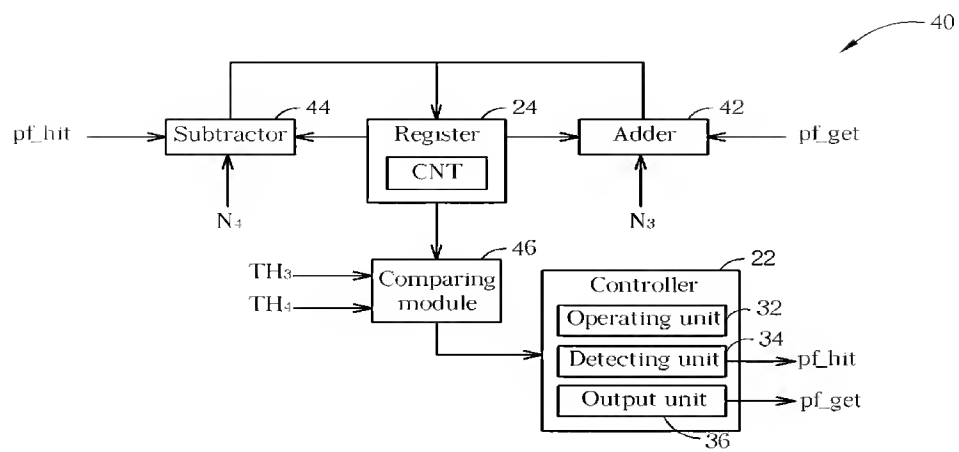 40
44
24
42
pf_hit
Subtractor
Register
Adder
pf_get
CNT
N4
N3
46
TH3
TH4
Comparing
module
22
Controller
Operating unit
32
34
Detecting unit
pf_hit
Output unit
pf_get
36